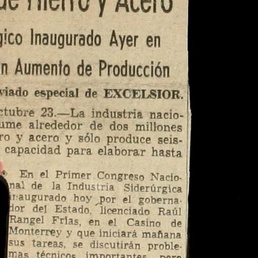 de Hierro y Acero
gico Inaugurado Ayer en
n Aumento de Producción
viado especial de EXCELSIOR.
ctubre 23.—La industria nacio-
ume alrededor de dos millones
ro y acero y sólo produce seis-
capacidad para elaborar hasta
En el Primer Congreso Nacio-
nal de la Industria Siderúrgica
inaugurado hoy por el goberna-
dor del Estado, licenciado Raúl
Rangel Frías, en el Casino de
Monterrey y que iniciará mañana
sus tareas, se discutirán proble-
mas técnicos importantes, para